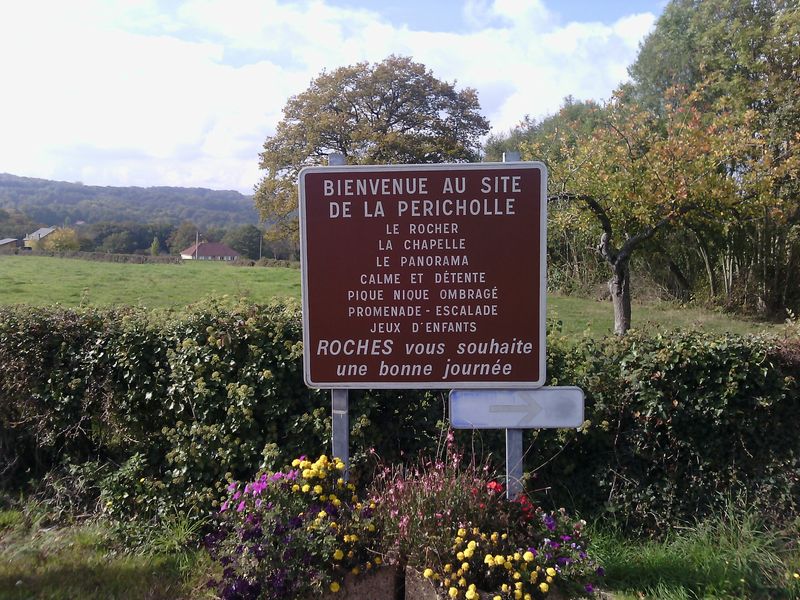 BIENVENUE AU SITE
DE LA PERICHOLLE
LE ROCHER
LA CHAPELLE
LE PANORAMA
CALME ET DÉTENTE
PIQUE NIQUE OMBRAGÉ
PROMENADE - ESCALADE
JEUX D'ENFANTS
ROCHES vous souhaite
une bonne journée